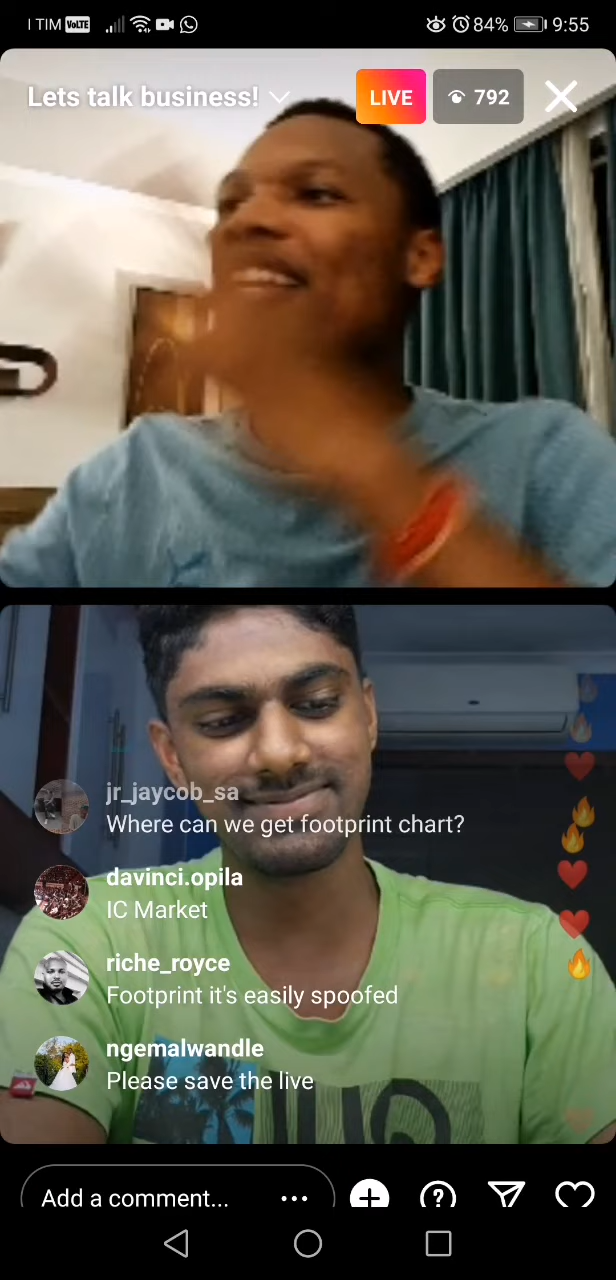 TIM VoLTE
84% 9:55
Lets talk business!
LIVE
792
jr_jaycob_sa
Where can we get footprint chart?
davinci.opila
IC Market
riche_royce
Footprint it's easily spoofed
ngemalwandle
Please save the live
Add a comment...